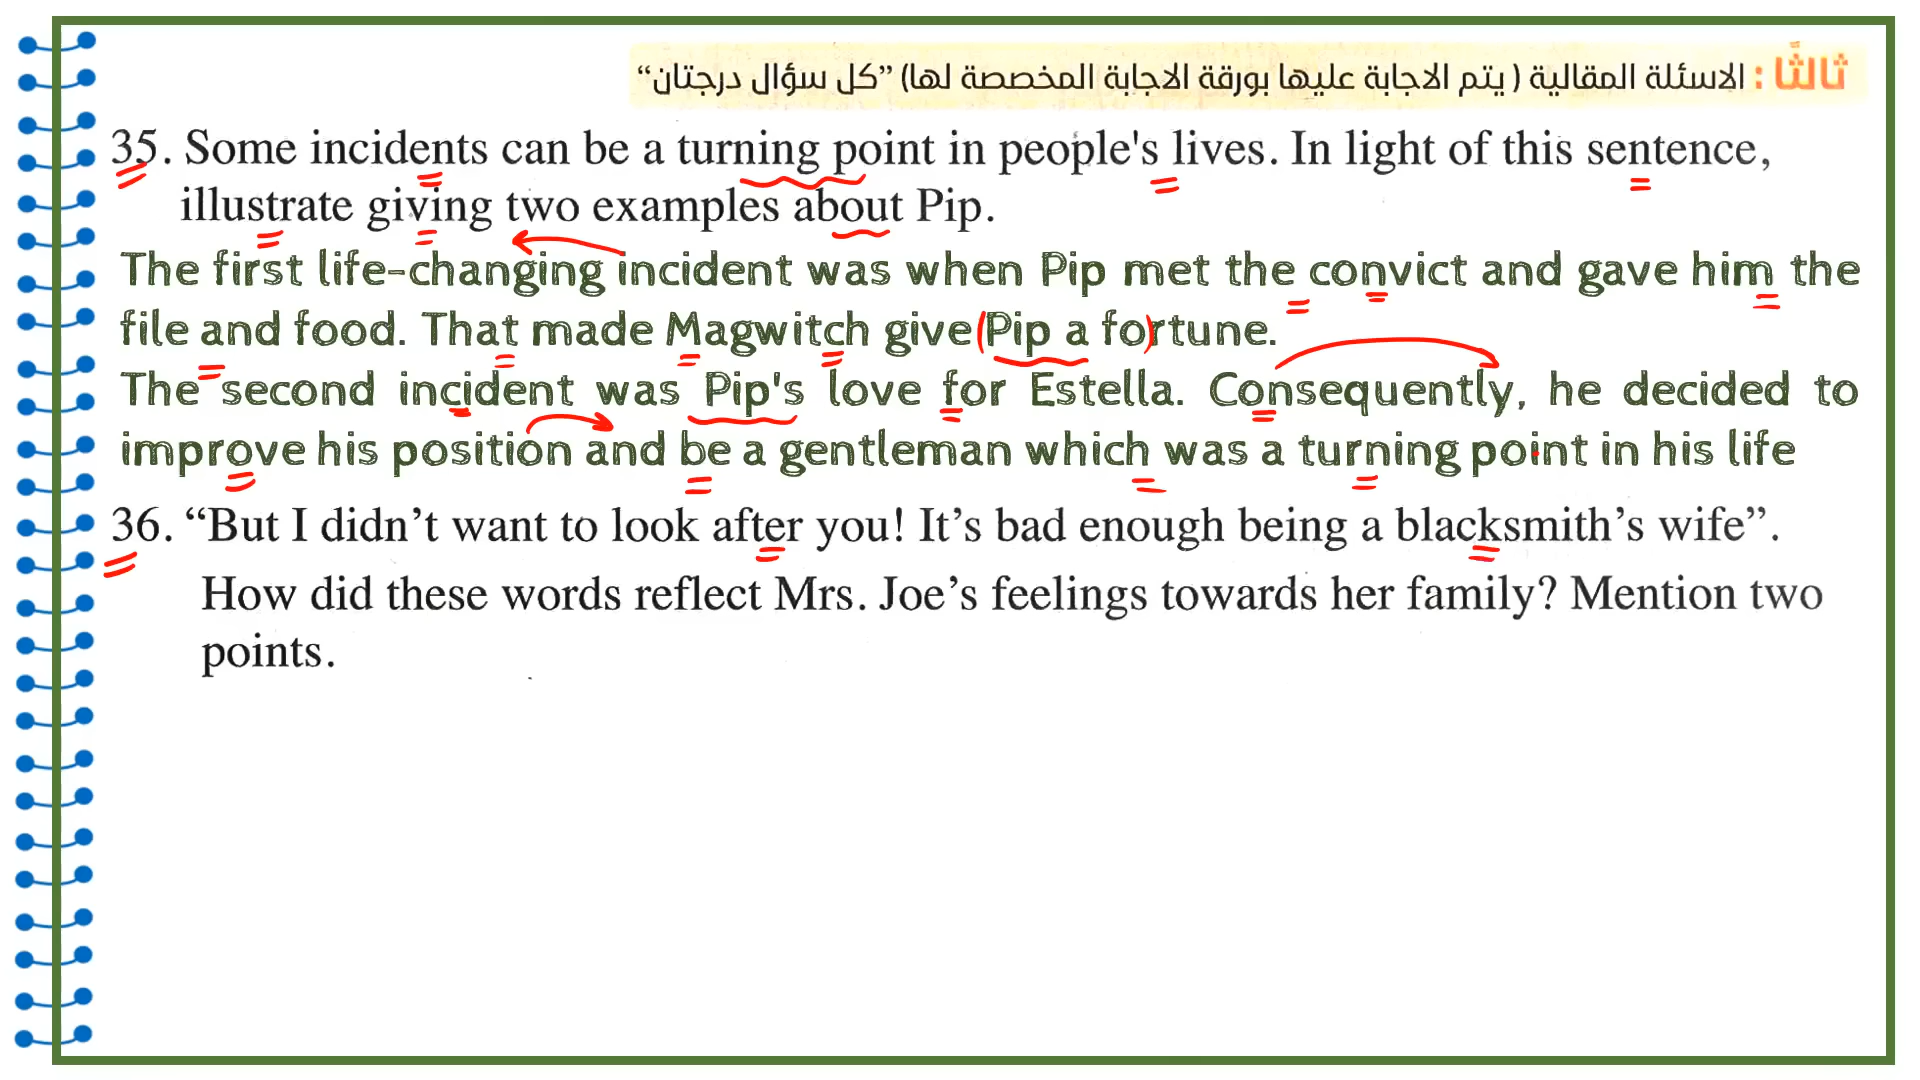 ثالثًا : الاسئلة المقالية ( يتم الاجابة عليها بورقة الاجابة المخصصة لها) ”كل سؤال درجتان“
35. Some incidents can be a turning point in people's lives. In light of this sentence,
illustrate giving two examples about Pip.
The first life-changing incident was when Pip met the convict and gave him the
file and food. That made Magwitch give Pip a fortune.
The second incident was Pip's love for Estella. Consequently, he decided to
improve his position and be a gentleman which was a turning point in his life
36. “But I didn’t want to look after you! It’s bad enough being a blacksmith’s wife”.
How did these words reflect Mrs. Joe’s feelings towards her family? Mention two
points.